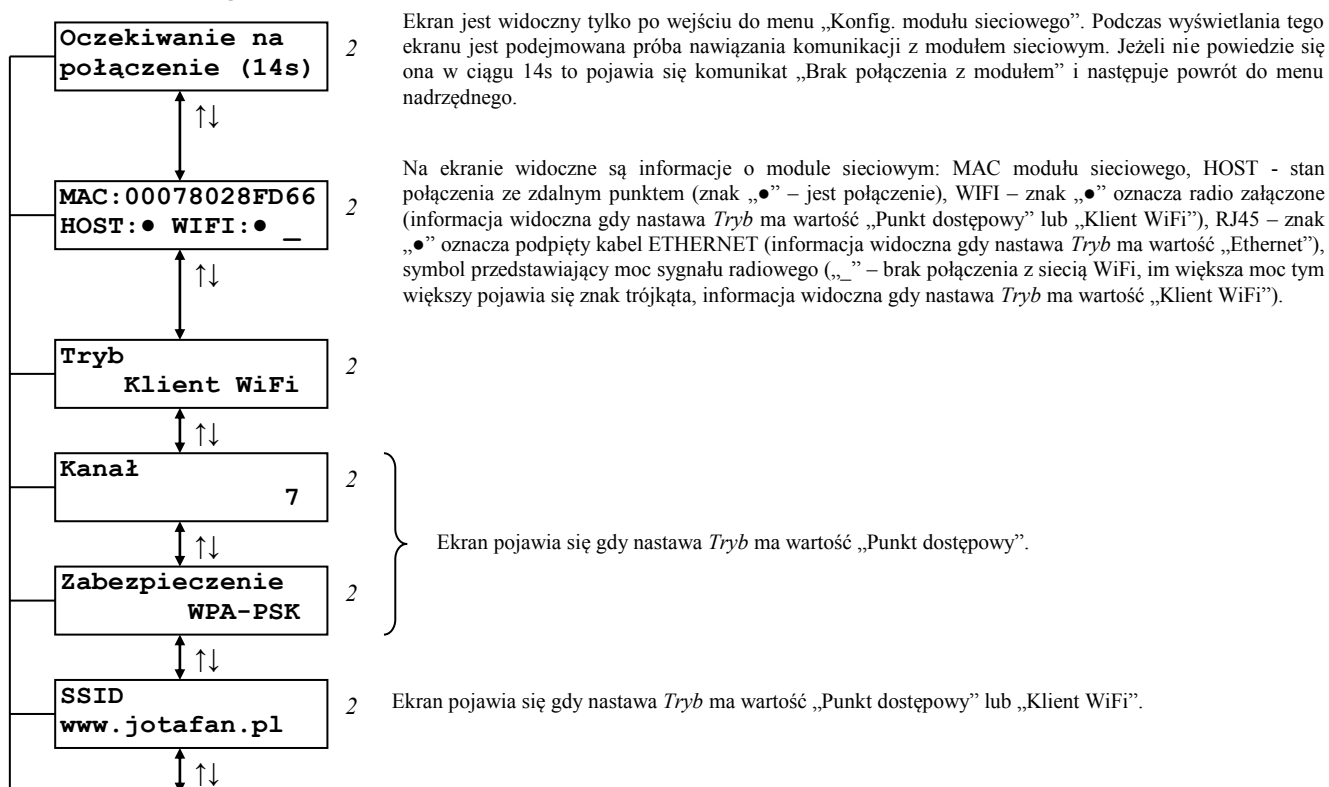 Oczekiwanie na
połączenie (14s)
2
Ekran jest widoczny tylko po wejściu do menu „Konfig. modułu sieciowego”. Podczas wyświetlania tego
ekranu jest podejmowana próba nawiązania komunikacji z modułem sieciowym. Jeżeli nie powiedzie się
ona w ciągu 14s to pojawia się komunikat „Brak połączenia z modułem” i następuje powrót do menu
nadrzędnego.
↑↓
MAC:00078028FD66
HOST:● WIFI:● _
2
Na ekranie widoczne są informacje o module sieciowym: MAC modułu sieciowego, HOST - stan
połączenia ze zdalnym punktem (znak „●” – jest połączenie), WIFI – znak „●” oznacza radio załączone
(informacja widoczna gdy nastawa Tryb ma wartość „Punkt dostępowy” lub „Klient WiFi”), RJ45 – znak
„●” oznacza podpięty kabel ETHERNET (informacja widoczna gdy nastawa Tryb ma wartość „Ethernet”),
symbol przedstawiający moc sygnału radiowego („_” – brak połączenia z siecią WiFi, im większa moc tym
większy pojawia się znak trójkąta, informacja widoczna gdy nastawa Tryb ma wartość „Klient WiFi”).
↑↓
Tryb
Klient WiFi
2
↑↓
Kanał
7
2
↑↓
Ekran pojawia się gdy nastawa Tryb ma wartość „Punkt dostępowy”.
Zabezpieczenie
WPA-PSK
2
↑↓
SSID
www.jotafan.pl
2
Ekran pojawia się gdy nastawa Tryb ma wartość „Punkt dostępowy” lub „Klient WiFi”.
↑↓